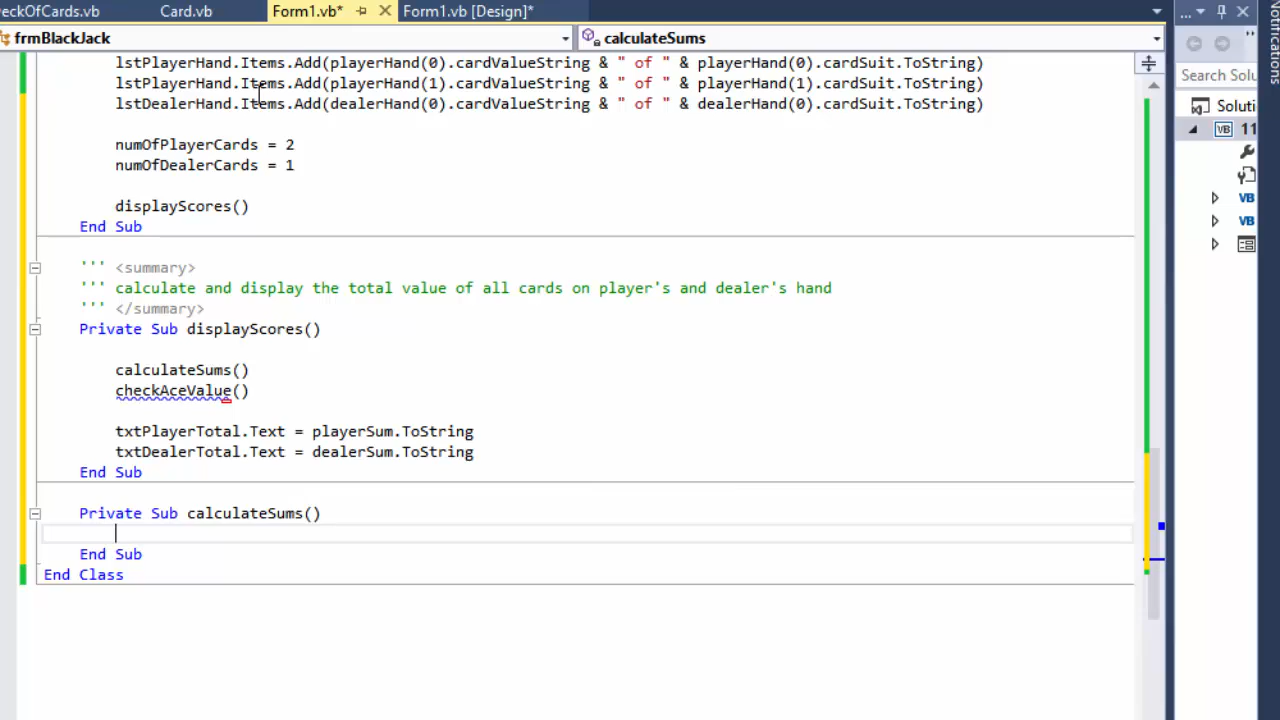 eckOfCards.vb Card.vb Form1.vb* Form1.vb [Design]*
frmBlackJack calculateSums
lstPlayerHand.Items.Add(playerHand(0).cardValueString & " of " & playerHand(0).cardSuit.ToString)
lstPlayerHand.Items.Add(playerHand(1).cardValueString & " of " & playerHand(1).cardSuit.ToString)
lstDealerHand.Items.Add(dealerHand(0).cardValueString & " of " & dealerHand(0).cardSuit.ToString)
numOfPlayerCards = 2
numOfDealerCards = 1
displayScores()
End Sub
''' <summary>
''' calculate and display the total value of all cards on player's and dealer's hand
''' </summary>
Private Sub displayScores()
calculateSums()
checkAceValue()
txtPlayerTotal.Text = playerSum.ToString
txtDealerTotal.Text = dealerSum.ToString
End Sub
Private Sub calculateSums()
End Sub
End Class
Search Solu
Soluti
VB 11
VB
VB
Notifications